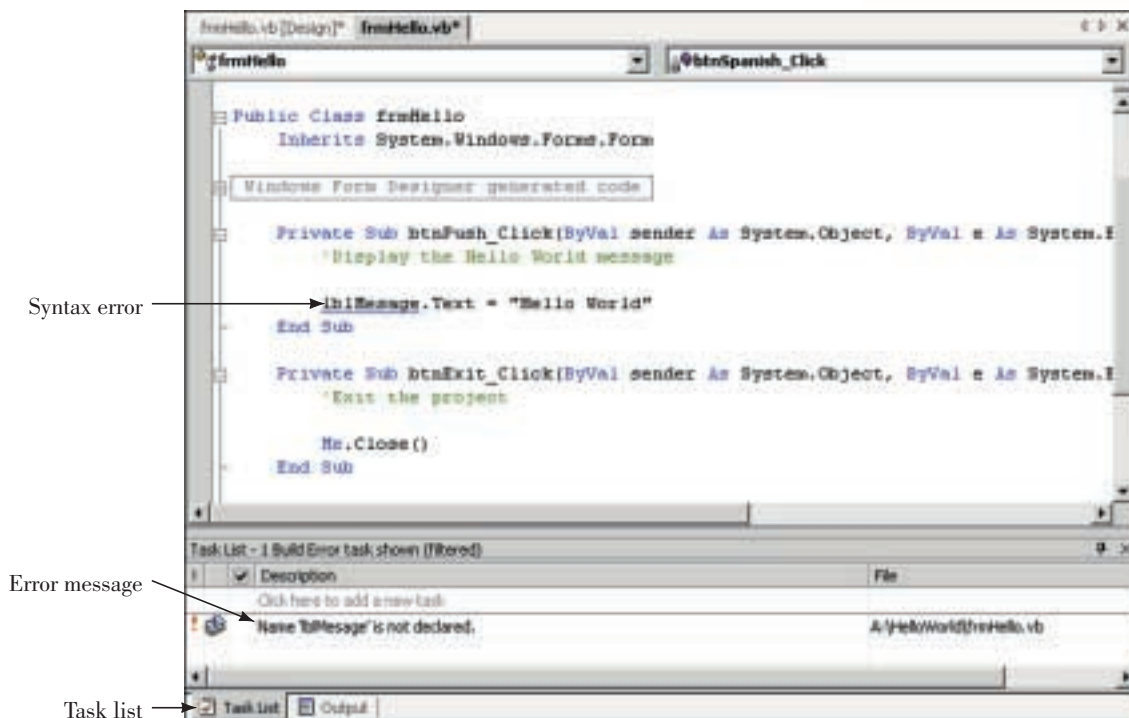 frmHello.vb [Design]* frmHello.vb*
frmHello btnSpanish_Click
Public Class frmHello
Inherits System.Windows.Forms.Form
Windows Form Designer generated code
Private Sub btnPush_Click(ByVal sender As System.Object, ByVal e As System.E
'Display the Hello World message
Syntax error
lblMesage.Text = "Hello World"
End Sub
Private Sub btnExit_Click(ByVal sender As System.Object, ByVal e As System.E
'Exit the project
Me.Close()
End Sub
Task List - 1 Build Error task shown (filtered)
! Description File
Error message
Click here to add a new task
! Name 'lblMesage' is not declared. A:\HelloWorld\frmHello.vb
Task list
Task List Output